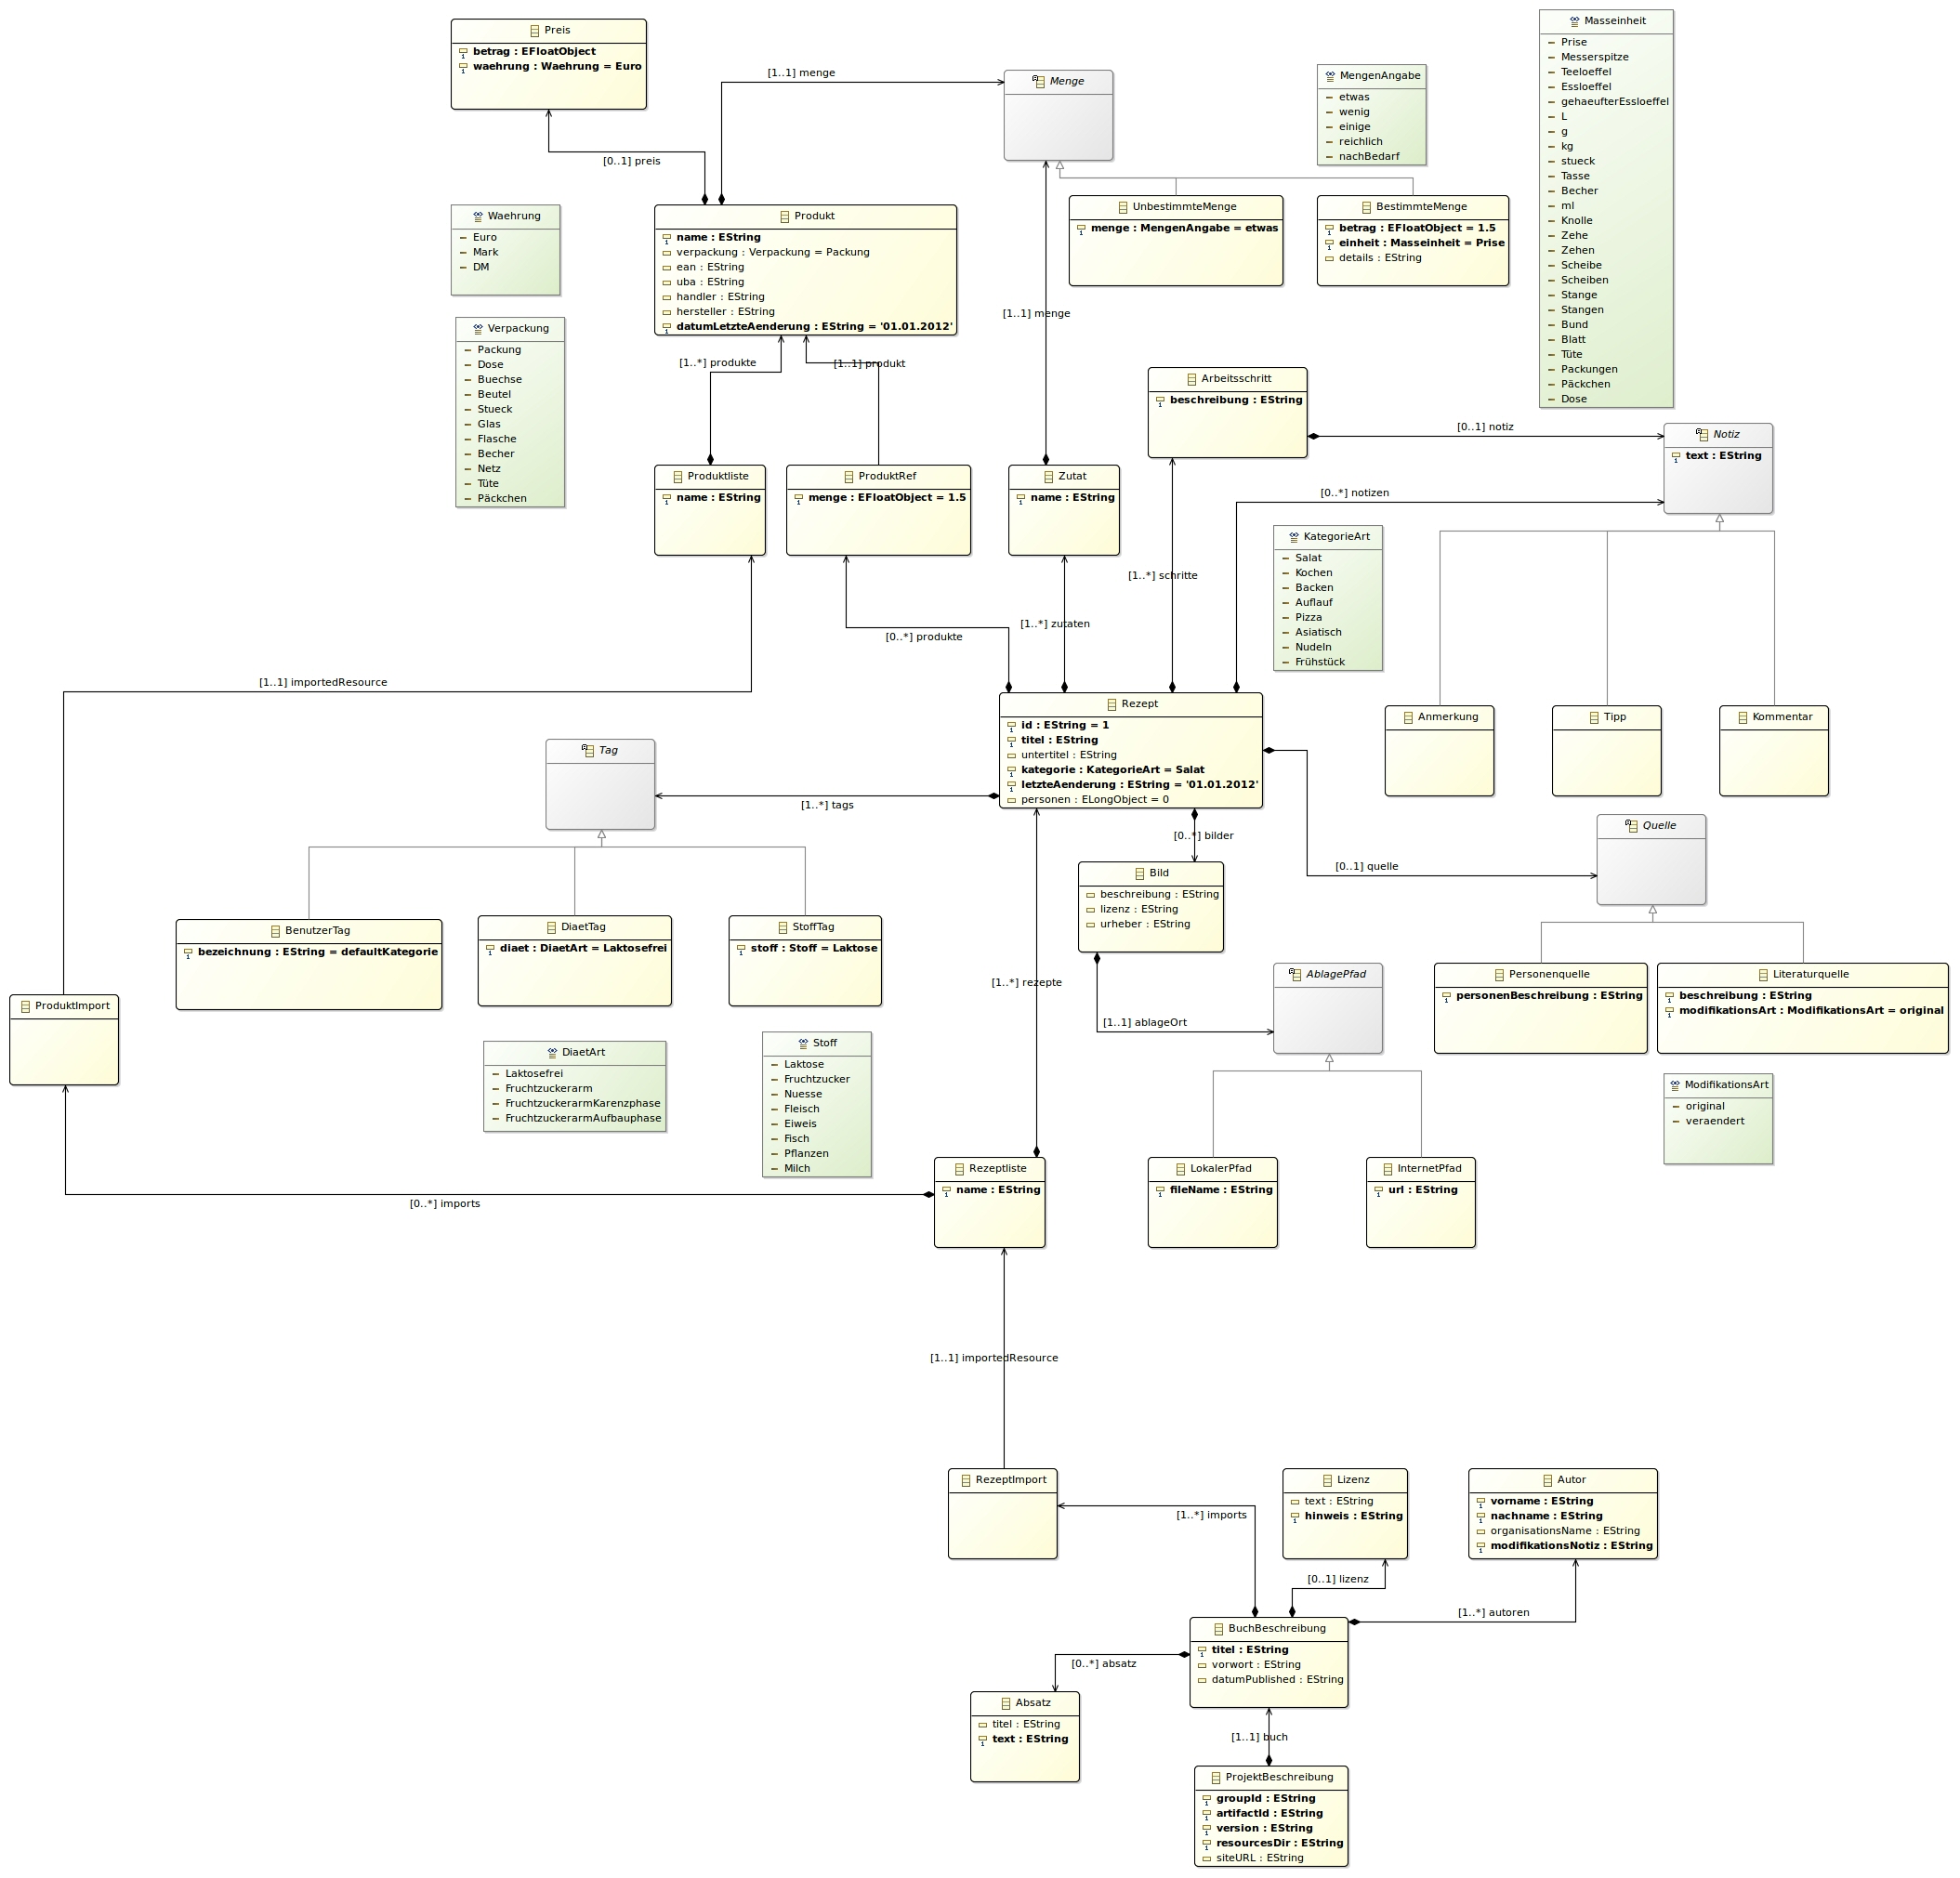 Preis
betrag : EFloatObject
waehrung : Waehrung = Euro
[1..1] menge
Menge
MengenAngabe
etwas
wenig
einige
reichlich
nachBedarf
Masseinheit
Prise
Messerspitze
Teeloeffel
Essloeffel
gehaeufterEssloeffel
L
g
kg
stueck
Tasse
Becher
ml
Knolle
Zehe
Zehen
Scheibe
Scheiben
Stange
Stangen
Bund
Blatt
Tüte
Packungen
Päckchen
Dose
[0..1] preis
Waehrung
Euro
Mark
DM
Produkt
name : EString
verpackung : Verpackung = Packung
ean : EString
uba : EString
handler : EString
hersteller : EString
datumLetzteAenderung : EString = '01.01.2012'
UnbestimmteMenge
menge : MengenAngabe = etwas
BestimmteMenge
betrag : EFloatObject = 1.5
einheit : Masseinheit = Prise
details : EString
[1..1] menge
Verpackung
Packung
Dose
Buechse
Beutel
Stueck
Glas
Flasche
Becher
Netz
Tüte
Päckchen
[1..*] produkte
[1..1] produkt
Arbeitsschritt
beschreibung : EString
[0..1] notiz
Notiz
text : EString
Produktliste
name : EString
ProduktRef
menge : EFloatObject = 1.5
Zutat
name : EString
[0..*] notizen
KategorieArt
Salat
Kochen
Backen
Auflauf
Pizza
Asiatisch
Nudeln
Frühstück
[1..*] schritte
[0..*] produkte
[1..*] zutaten
[1..1] importedResource
Rezept
id : EString = 1
titel : EString
untertitel : EString
kategorie : KategorieArt = Salat
letzteAenderung : EString = '01.01.2012'
personen : ELongObject = 0
Anmerkung
Tipp
Kommentar
Tag
[1..*] tags
[0..*] bilder
Quelle
[0..1] quelle
Bild
beschreibung : EString
lizenz : EString
urheber : EString
BenutzerTag
bezeichnung : EString = defaultKategorie
DiaetTag
diaet : DiaetArt = Laktosefrei
StoffTag
stoff : Stoff = Laktose
[1..*] rezepte
AblagePfad
[1..1] ablageOrt
Personenquelle
personenBeschreibung : EString
Literaturquelle
beschreibung : EString
modifikationsArt : ModifikationsArt = original
ProduktImport
DiaetArt
Laktosefrei
Fruchtzuckerarm
FruchtzuckerarmKarenzphase
FruchtzuckerarmAufbauphase
Stoff
Laktose
Fruchtzucker
Nuesse
Fleisch
Eiweis
Fisch
Pflanzen
Milch
ModifikationsArt
original
veraendert
Rezeptliste
name : EString
LokalerPfad
fileName : EString
InternetPfad
url : EString
[0..*] imports
[1..1] importedResource
RezeptImport
Lizenz
text : EString
hinweis : EString
Autor
vorname : EString
nachname : EString
organisationsName : EString
modifikationsNotiz : EString
[1..*] imports
[0..1] lizenz
[1..*] autoren
BuchBeschreibung
titel : EString
vorwort : EString
datumPublished : EString
[0..*] absatz
Absatz
titel : EString
text : EString
[1..1] buch
ProjektBeschreibung
groupId : EString
artifactId : EString
version : EString
resourcesDir : EString
siteURL : EString